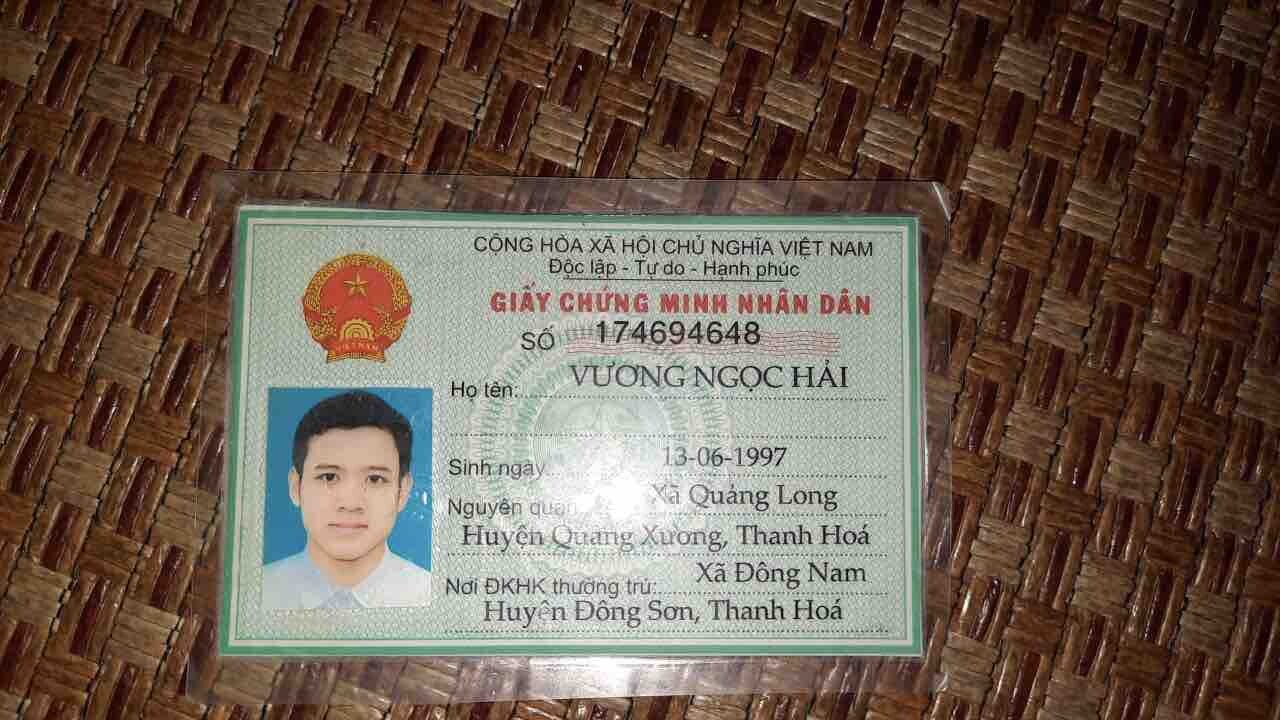 CỘNG HÒA XÃ HỘI CHỦ NGHĨA VIỆT NAM
Độc lập - Tự do - Hạnh phúc
GIẤY CHỨNG MINH NHÂN DÂN
SỐ 174694648
Họ tên: VƯƠNG NGỌC HẢI
Sinh ngày 13-06-1997
Nguyên quán Xã Quảng Long
Huyện Quảng Xương, Thanh Hoá
Nơi ĐKHK thường trú: Xã Đông Nam
Huyện Đông Sơn, Thanh Hoá
VIỆT NAM